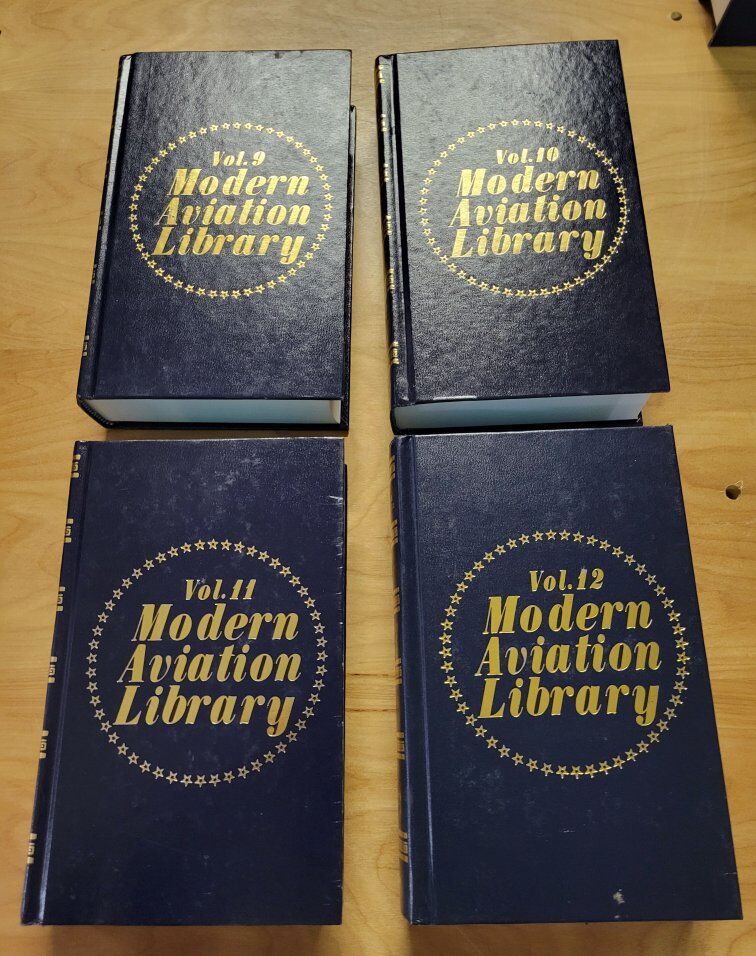 Vol.9
Modern
Aviation
Library
Vol.10
Modern
Aviation
Library
Vol.11
Modern
Aviation
Library
Vol.12
Modern
Aviation
Library